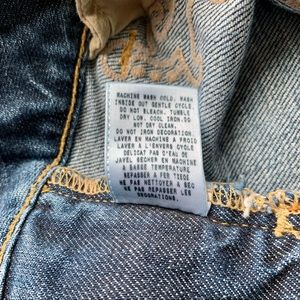 MACHINE WASH COLD. WASH
INSIDE OUT GENTLE CYCLE.
DO NOT BLEACH. TUMBLE
DRY LOW. COOL IRON.DO
NOT DRY CLEAN.
DO NOT IRON DECORATION.
LAVER EN MACHINE A FROID
LAVER A L'ENVERS CYCLE
DELICAT PAS D'EAU DE
JAVEL SECHER EN MACHINE
A BASSE TEMPERATURE
REPASSER A FER TIEDE
NE PAS NETTOYER A SEC
NE PAS REPASSER LES
DECORATIONS.